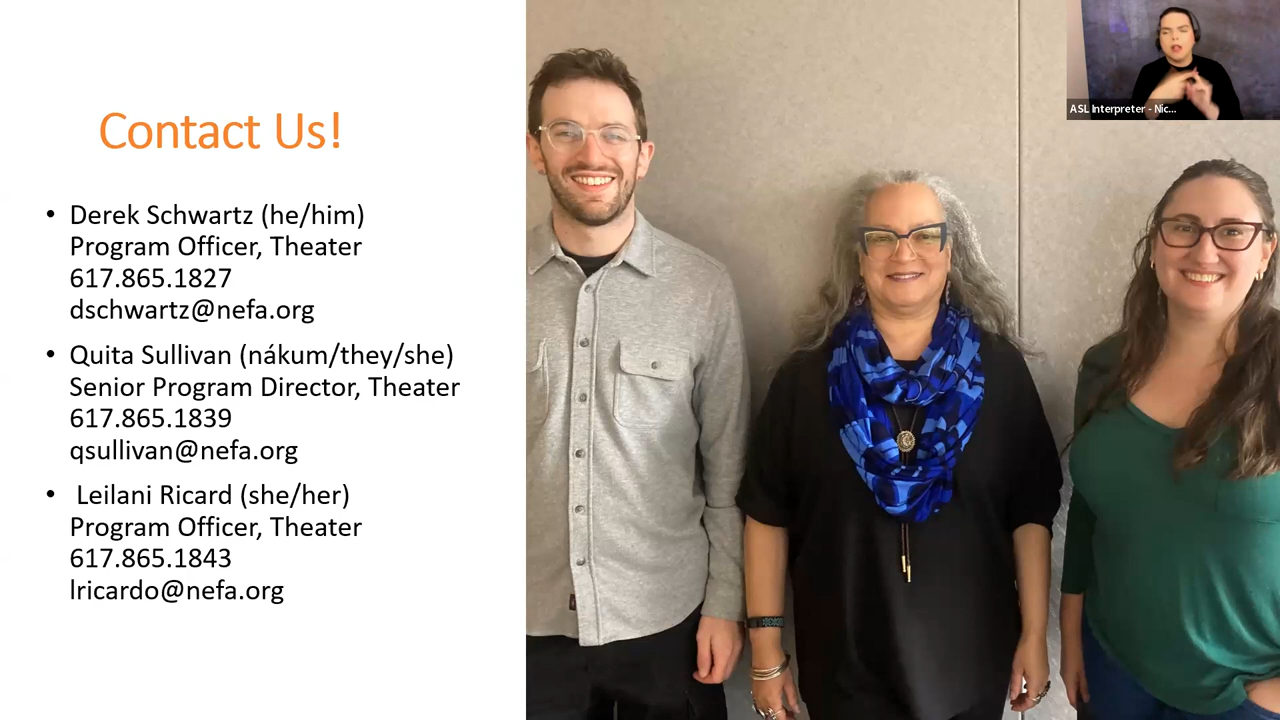 Contact Us!
• Derek Schwartz (he/him)
Program Officer, Theater
617.865.1827
dschwartz@nefa.org
• Quita Sullivan (nákum/they/she)
Senior Program Director, Theater
617.865.1839
qsullivan@nefa.org
• Leilani Ricard (she/her)
Program Officer, Theater
617.865.1843
lricardo@nefa.org
ASL Interpreter - Nic...